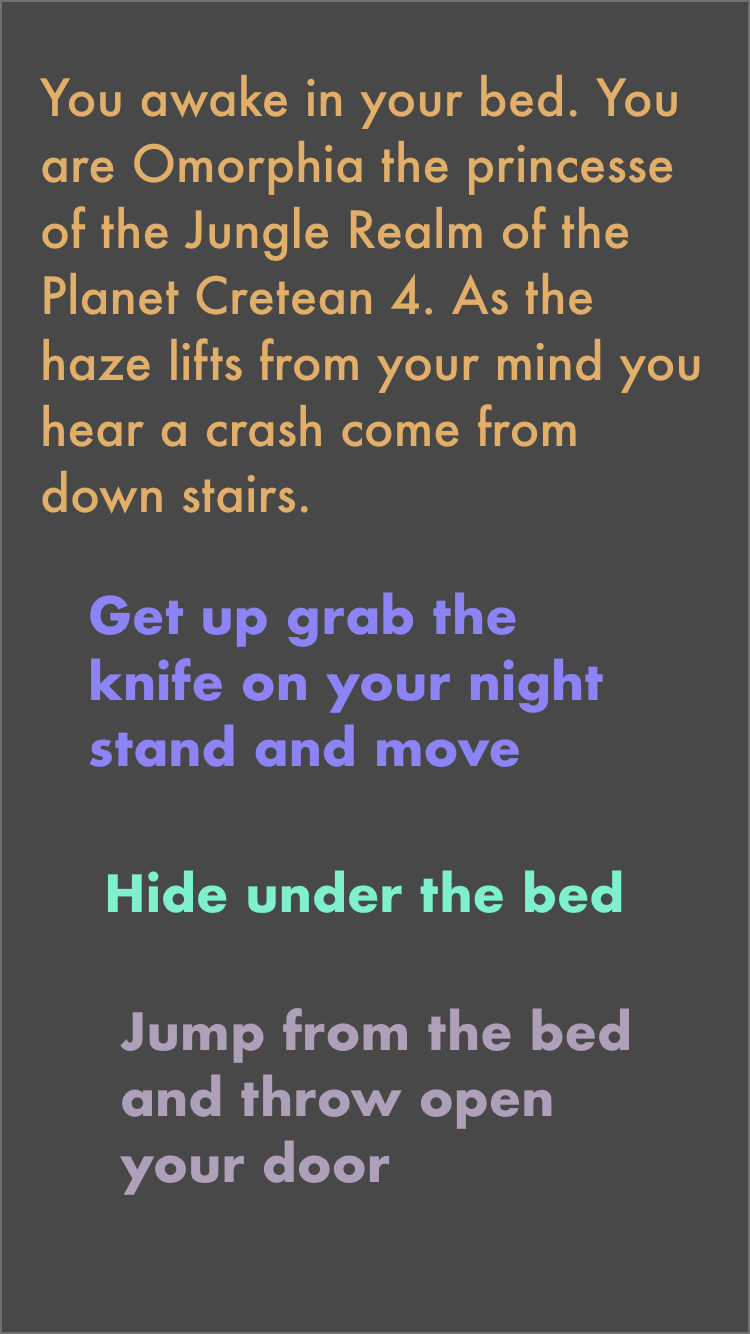 You awake in your bed. You
are Omorphia the princesse
of the Jungle Realm of the
Planet Cretean 4. As the
haze lifts from your mind you
hear a crash come from
down stairs.
Get up grab the
knife on your night
stand and move
Hide under the bed
Jump from the bed
and throw open
your door